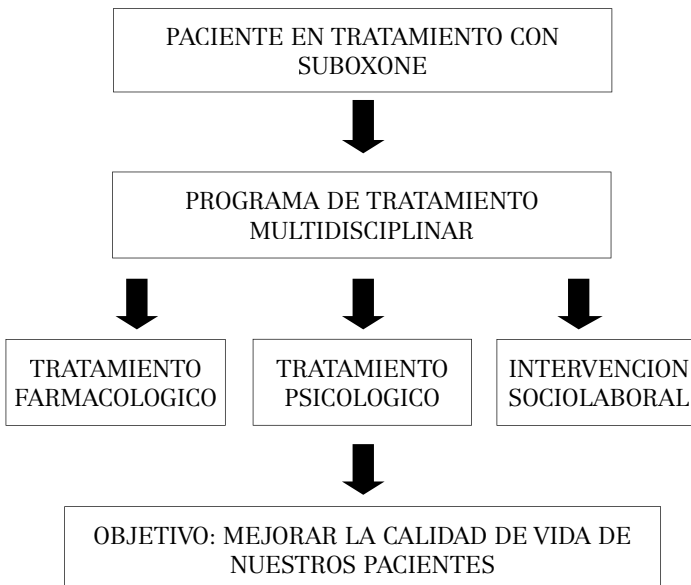 PACIENTE EN TRATAMIENTO CON
SUBOXONE
PROGRAMA DE TRATAMIENTO
MULTIDISCIPLINAR
TRATAMIENTO
FARMACOLOGICO
TRATAMIENTO
PSICOLOGICO
INTERVENCION
SOCIOLABORAL
OBJETIVO: MEJORAR LA CALIDAD DE VIDA DE
NUESTROS PACIENTES